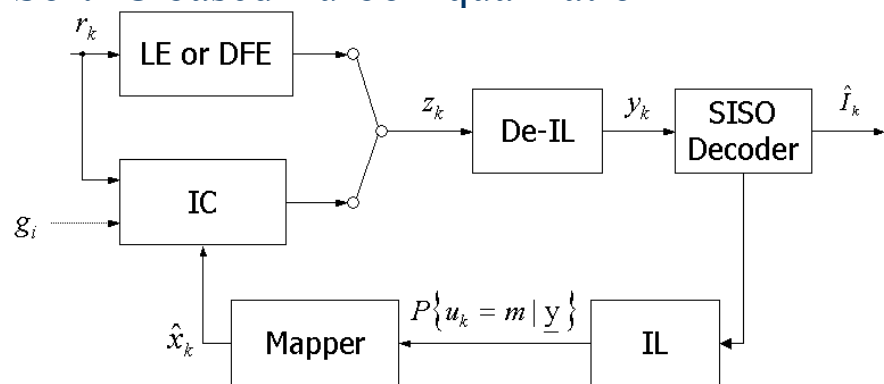 r_k
LE or DFE
z_k
De-IL
y_k
SISO
Decoder
Î_k
IC
g_i
x̂_k
Mapper
P{u_k = m | y̲}
IL